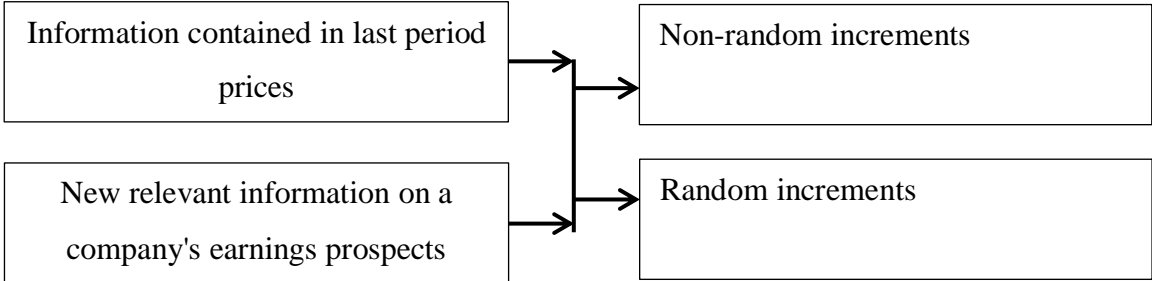 Information contained in last period
prices
Non-random increments
New relevant information on a
company's earnings prospects
Random increments